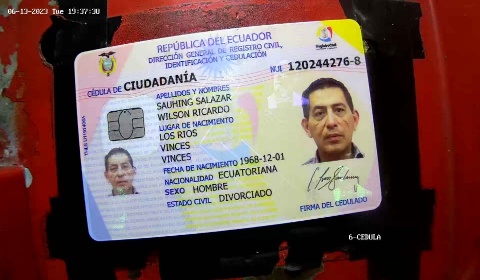 06-13-2023 Tue 19:37:38
REPÚBLICA DEL ECUADOR
DIRECCIÓN GENERAL DE REGISTRO CIVIL,
IDENTIFICACIÓN Y CEDULACIÓN
CÉDULA DE CIUDADANÍA
NUI 120244276-8
APELLIDOS Y NOMBRES
SAUHING SALAZAR
WILSON RICARDO
LUGAR DE NACIMIENTO
LOS RIOS
VINCES
VINCES
FECHA DE NACIMIENTO 1968-12-01
NACIONALIDAD ECUATORIANA
SEXO HOMBRE
ESTADO CIVIL DIVORCIADO
FIRMA DEL CEDULADO
6-CEDULA